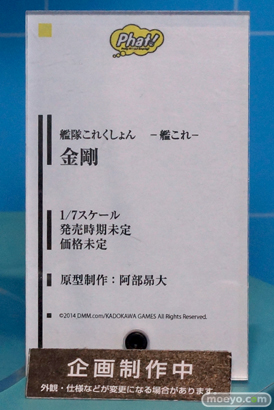 Phat!
艦隊これくしょん －艦これ－
金剛
1/7スケール
発売時期未定
価格未定
原型制作：阿部昂大
©2014 DMM.com/KADOKAWA GAMES All Rights Reserved.
企画制作中
外観・仕様などが変更になる場合があります。
moeyo.com